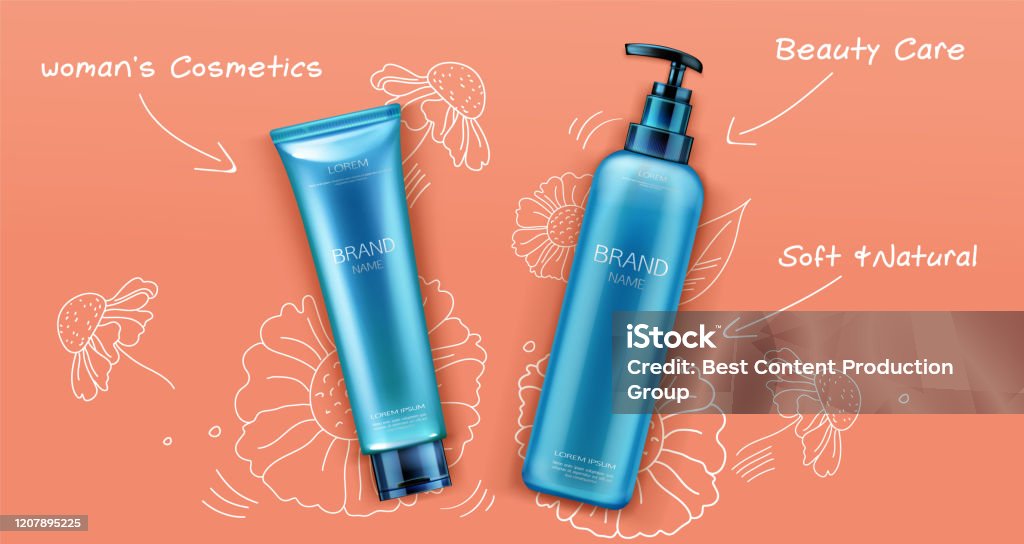 woman's Cosmetics
Beauty Care
Soft &Natural
LOREM
BRAND
NAME
LOREM IPSUM
LOREM
BRAND
NAME
LOREM IPSUM
iStock™
Credit: Best Content Production
Group
1207895225